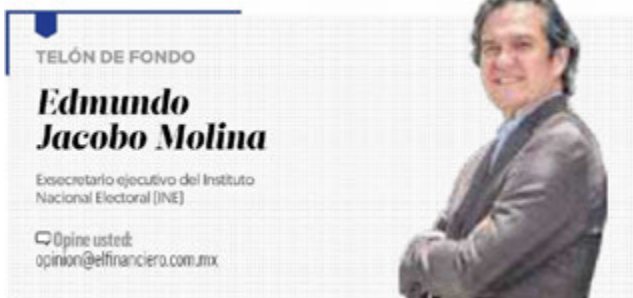 TELÓN DE FONDO
Edmundo
Jacobo Molina
Exsecretario ejecutivo del Instituto
Nacional Electoral (INE)
Opine usted:
opinion@elfinanciero.com.mx